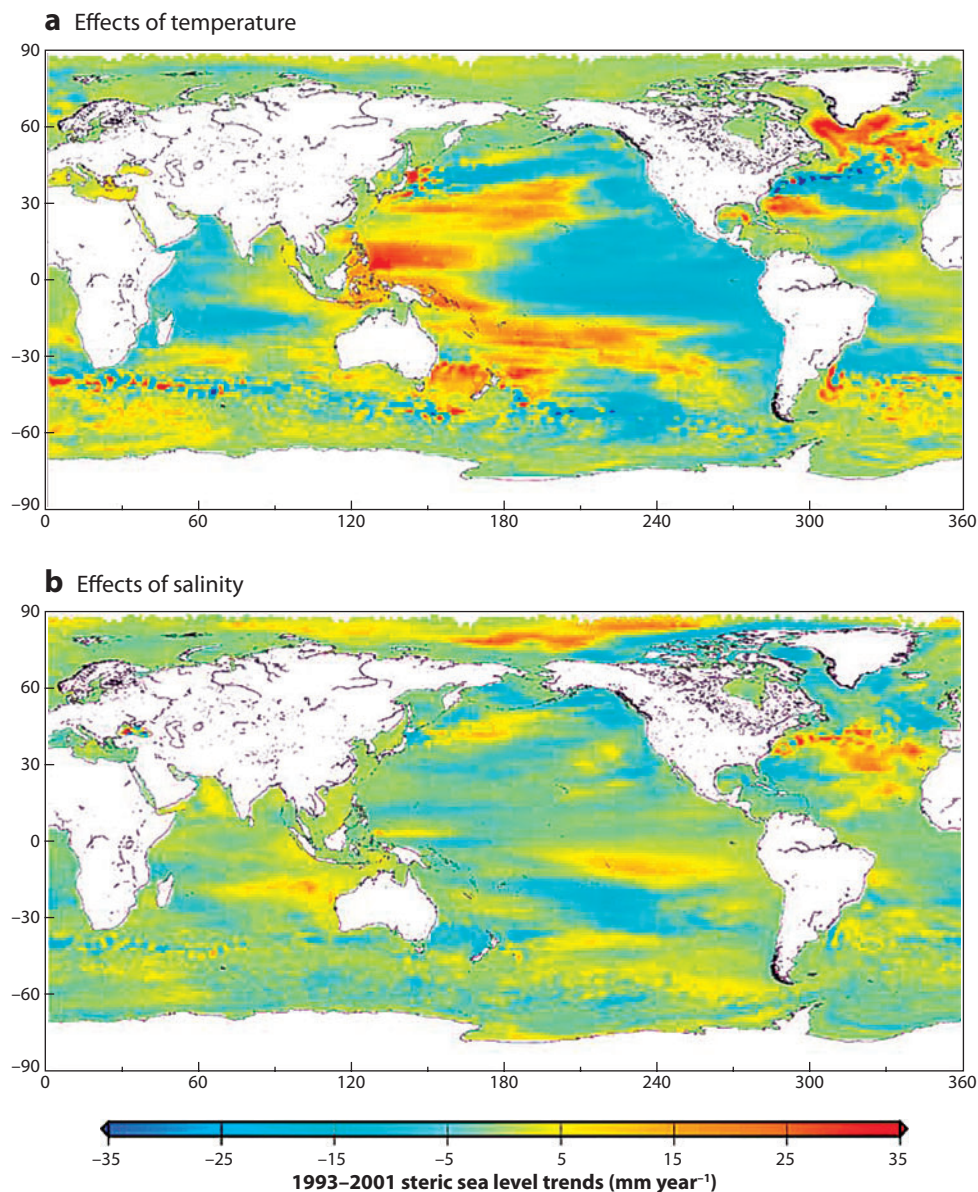 a Effects of temperature
90
60
30
0
–30
–60
–90
0 60 120 180 240 300 360
b Effects of salinity
90
60
30
0
–30
–60
–90
0 60 120 180 240 300 360
–35 –25 –15 –5 5 15 25 35
1993–2001 steric sea level trends (mm year⁻¹)